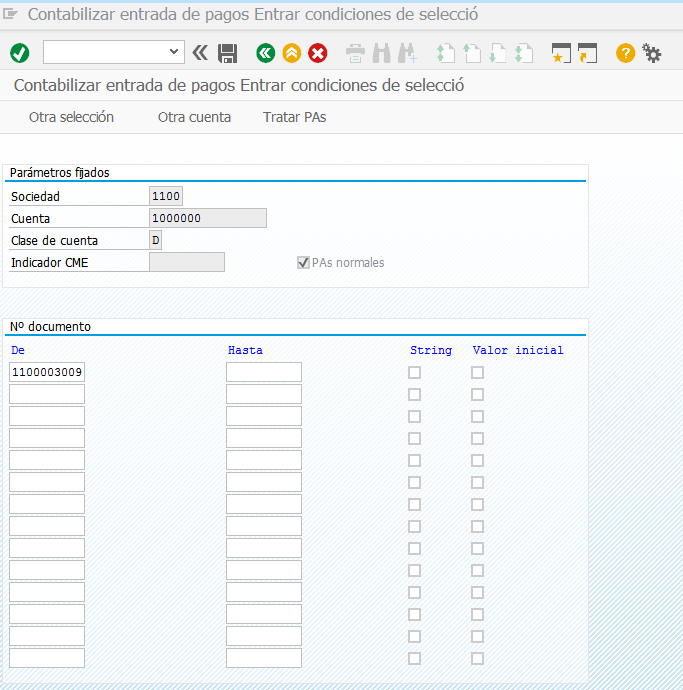 Contabilizar entrada de pagos Entrar condiciones de selecció
Contabilizar entrada de pagos Entrar condiciones de selecció
Otra selección Otra cuenta Tratar PAs
Parámetros fijados
Sociedad 1100
Cuenta 1000000
Clase de cuenta D
Indicador CME PAs normales
Nº documento
De Hasta String Valor inicial
1100003009